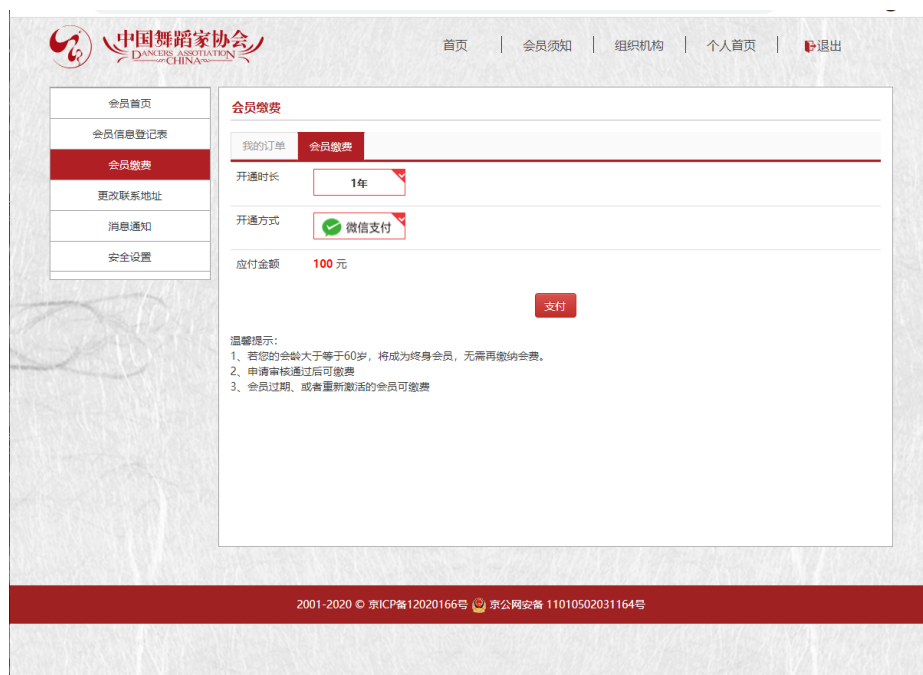 中国舞蹈家协会
DANCERS ASSOTIATION
CHINA
首页
会员须知
组织机构
个人首页
退出
会员首页
会员信息登记表
会员缴费
更改联系地址
消息通知
安全设置
会员缴费
我的订单
会员缴费
开通时长
1年
开通方式
微信支付
应付金额
100 元
支付
温馨提示：
1、若您的会龄大于等于60岁，将成为终身会员，无需再缴纳会费。
2、申请审核通过后可缴费
3、会员过期、或者重新激活的会员可缴费
2001-2020 © 京ICP备12020166号 京公网安备 11010502031164号